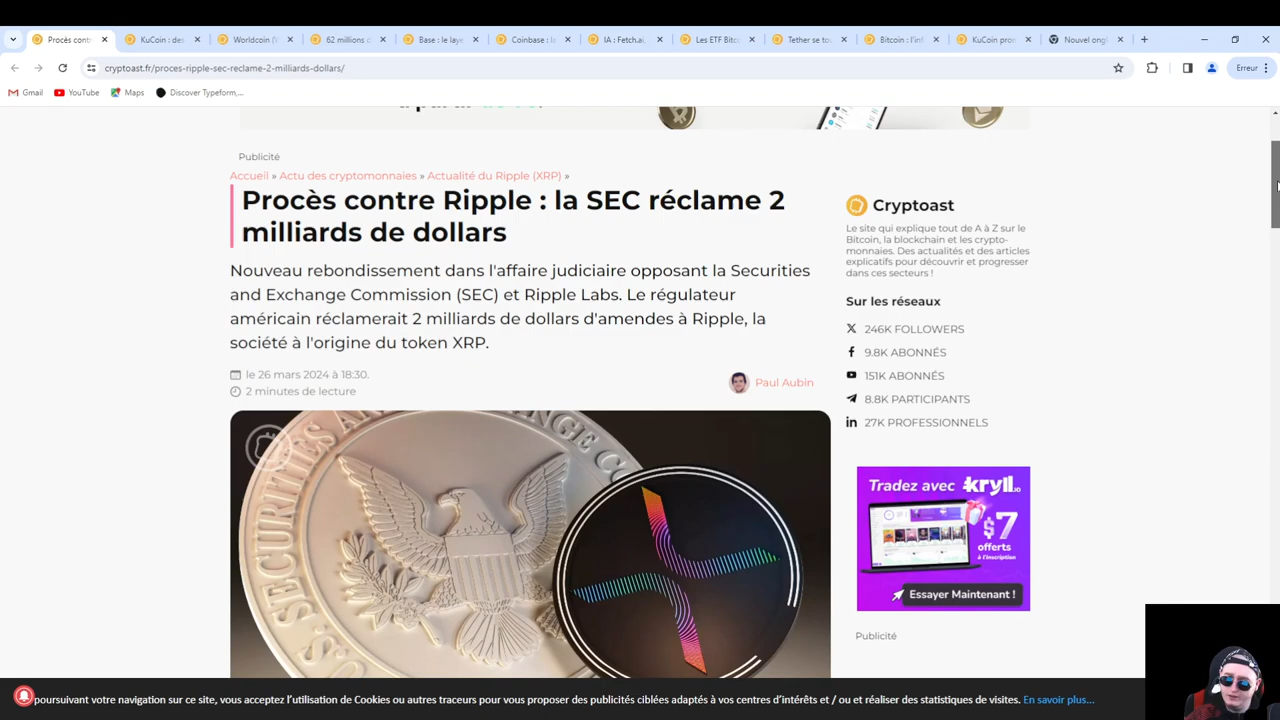 Procès cont
KuCoin : des
Worldcoin (
62 millions d
Base : le laye
Coinbase : l
IA : Fetch.ai,
Les ETF Bitc
Tether se to
Bitcoin : l'inf
KuCoin pro
Nouvel ongl
cryptoast.fr/proces-ripple-sec-reclame-2-milliards-dollars/
Erreur
Gmail
YouTube
Maps
Discover Typeform,...
Publicité
Accueil » Actu des cryptomonnaies » Actualité du Ripple (XRP) »
Procès contre Ripple : la SEC réclame 2
milliards de dollars
Nouveau rebondissement dans l'affaire judiciaire opposant la Securities
and Exchange Commission (SEC) et Ripple Labs. Le régulateur
américain réclamerait 2 milliards de dollars d'amendes à Ripple, la
société à l'origine du token XRP.
le 26 mars 2024 à 18:30.
2 minutes de lecture
Paul Aubin
Cryptoast
Le site qui explique tout de A à Z sur le
Bitcoin, la blockchain et les crypto-
monnaies. Des actualités et des articles
explicatifs pour découvrir et progresser
dans ces secteurs !
Sur les réseaux
246K FOLLOWERS
9.8K ABONNÉS
151K ABONNÉS
8.8K PARTICIPANTS
27K PROFESSIONNELS
Tradez avec kryll.io
$7
offerts
à l'inscription
Essayer Maintenant !
Publicité
poursuivant votre navigation sur ce site, vous acceptez l'utilisation de Cookies ou autres traceurs pour vous proposer des publicités ciblées adaptés à vos centres d'intérêts et / ou et réaliser des statistiques de visites. En savoir plus...